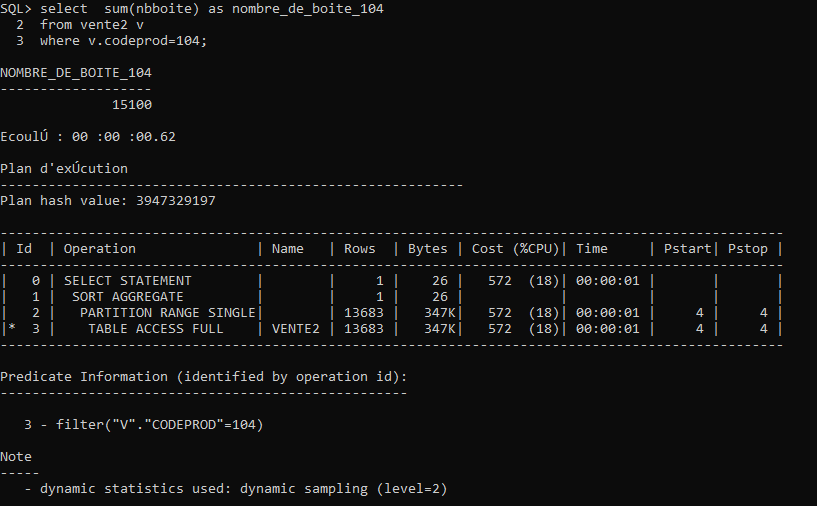 SQL> select  sum(nbboite) as nombre_de_boite_104
  2  from vente2 v
  3  where v.codeprod=104;

NOMBRE_DE_BOITE_104
-------------------
              15100

EcoulÚ : 00 :00 :00.62

Plan d'exÚcution
----------------------------------------------------------
Plan hash value: 3947329197

--------------------------------------------------------------------------------------------------
| Id  | Operation              | Name   | Rows  | Bytes | Cost (%CPU)| Time     | Pstart| Pstop |
--------------------------------------------------------------------------------------------------
|   0 | SELECT STATEMENT       |        |     1 |    26 |   572  (18)| 00:00:01 |       |       |
|   1 |  SORT AGGREGATE        |        |     1 |    26 |            |          |       |       |
|   2 |   PARTITION RANGE SINGLE|        | 13683 |   347K|   572  (18)| 00:00:01 |     4 |     4 |
|*  3 |    TABLE ACCESS FULL   | VENTE2 | 13683 |   347K|   572  (18)| 00:00:01 |     4 |     4 |
--------------------------------------------------------------------------------------------------

Predicate Information (identified by operation id):
---------------------------------------------------

   3 - filter("V"."CODEPROD"=104)

Note
-----
   - dynamic statistics used: dynamic sampling (level=2)